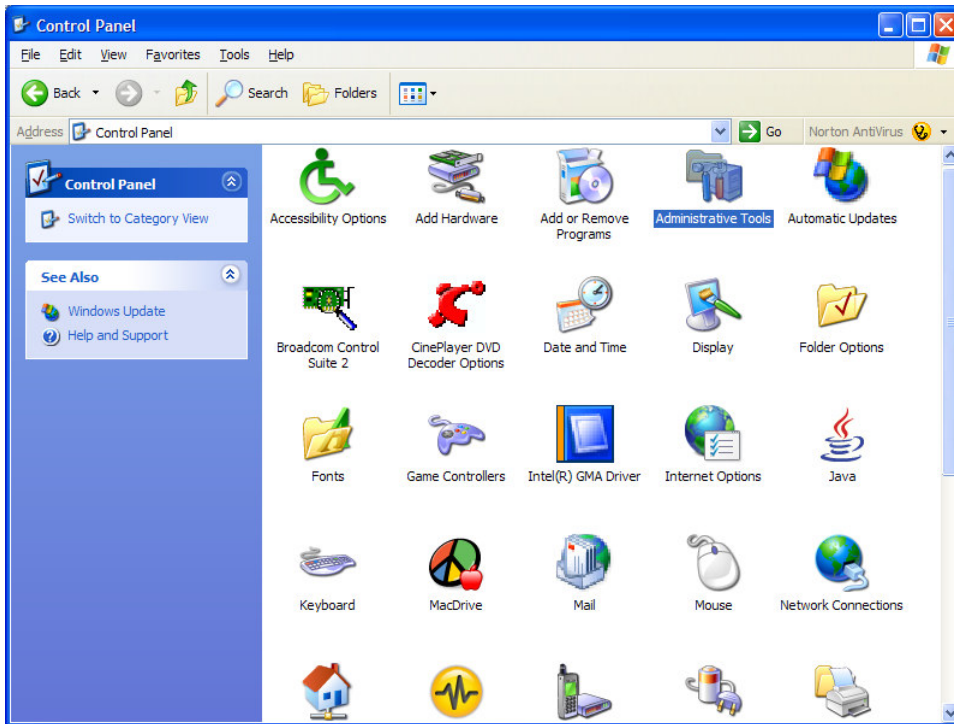 Control Panel
File Edit View Favorites Tools Help
Back Search Folders
Address Control Panel Go Norton AntiVirus
Control Panel
Switch to Category View
See Also
Windows Update
Help and Support
Accessibility Options Add Hardware Add or Remove Administrative Tools Automatic Updates
Programs
Broadcom Control CinePlayer DVD Date and Time Display Folder Options
Suite 2 Decoder Options
Fonts Game Controllers Intel(R) GMA Driver Internet Options Java
Keyboard MacDrive Mail Mouse Network Connections